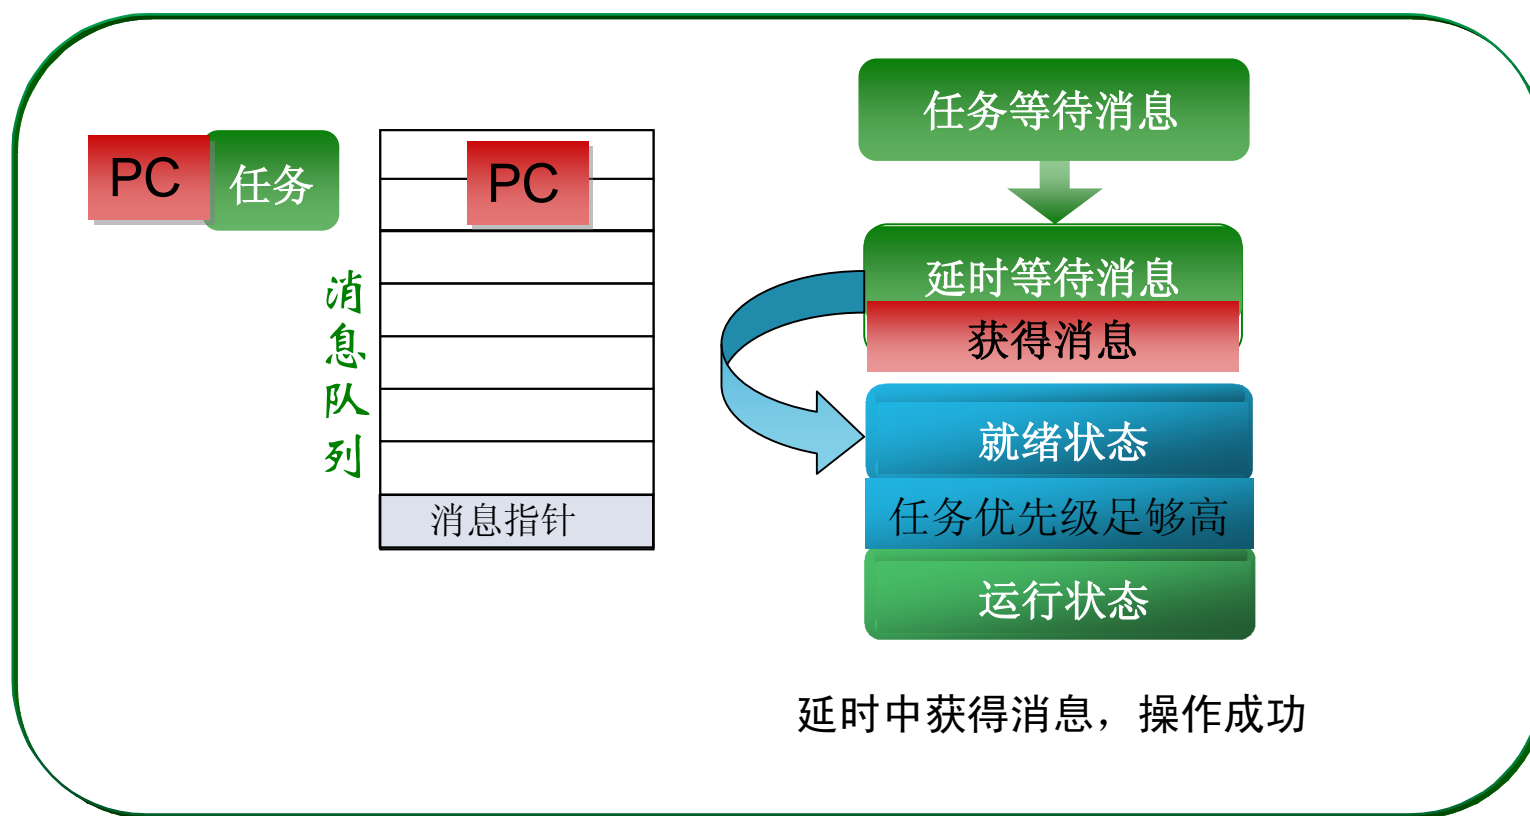 任务等待消息
PC
任务
PC
消息队列
消息指针
延时等待消息
获得消息
就绪状态
任务优先级足够高
运行状态
延时中获得消息，操作成功